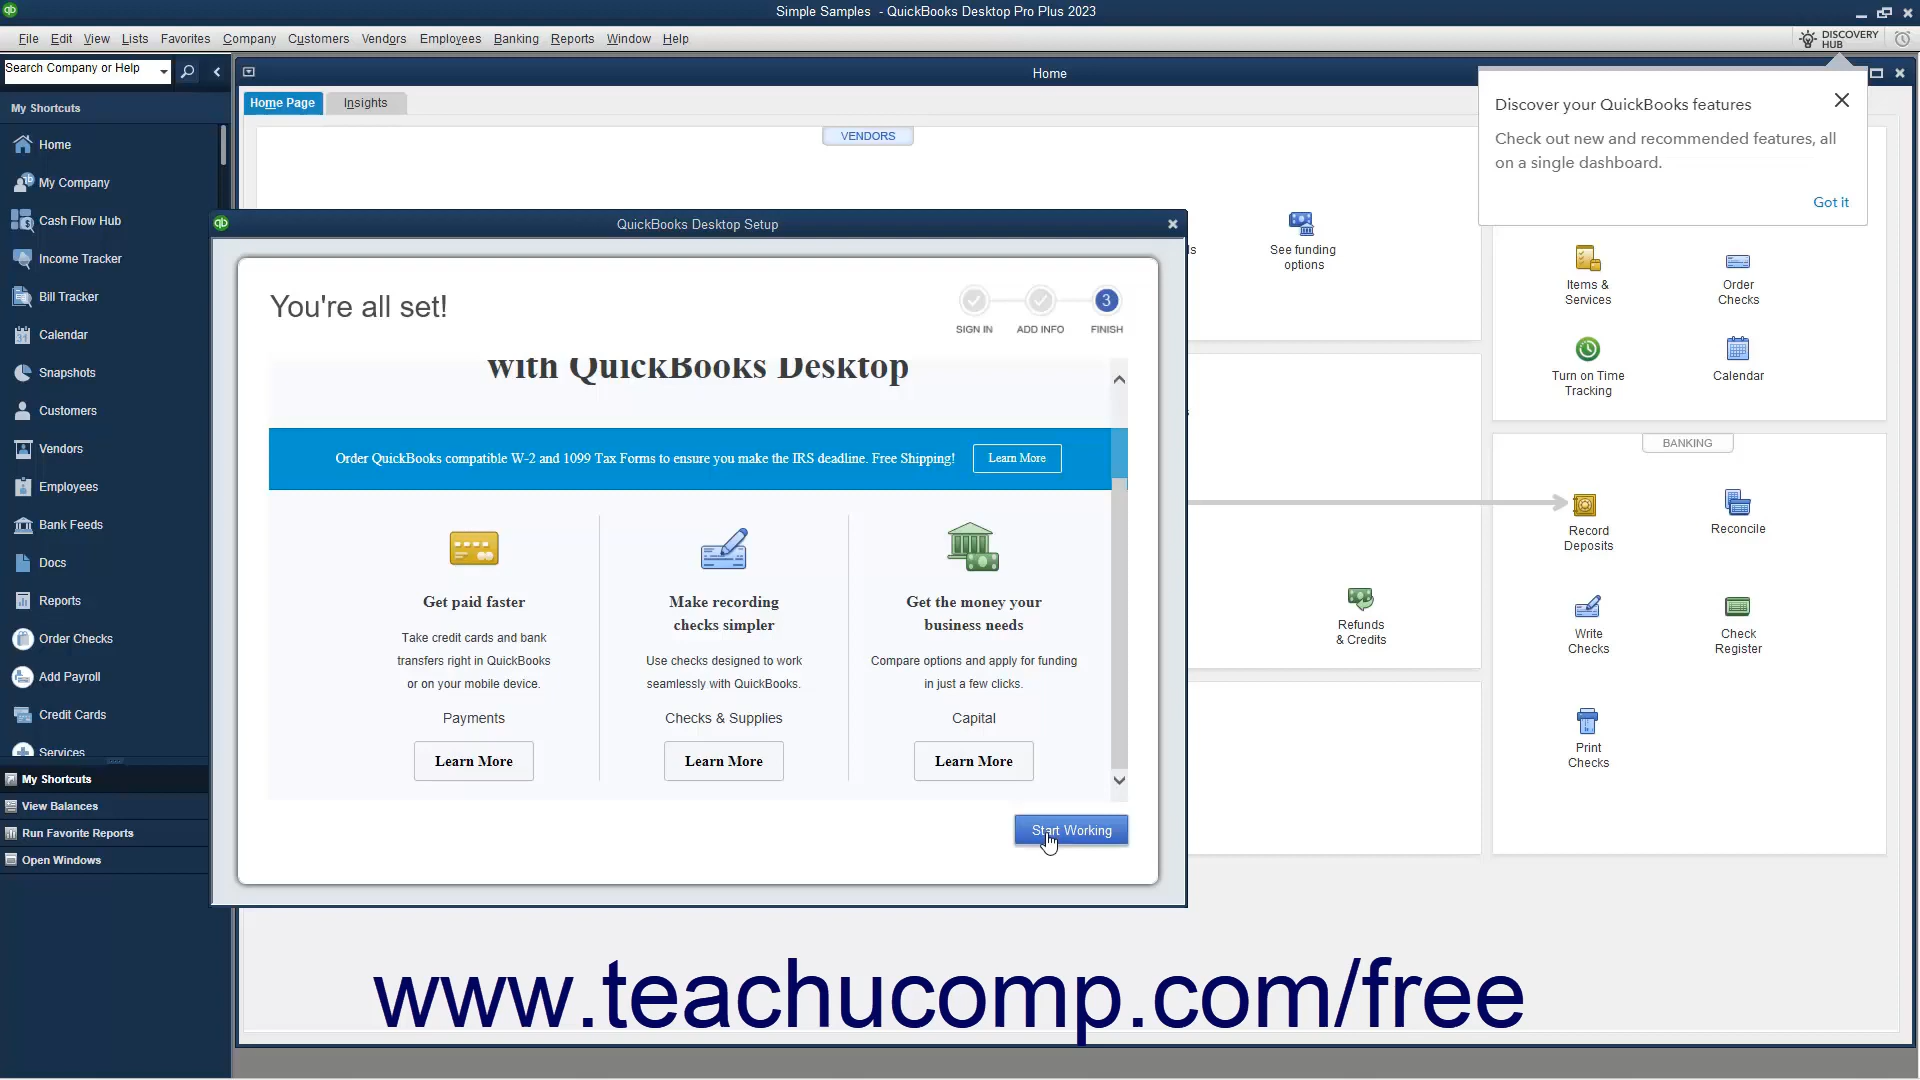 Simple Samples - QuickBooks Desktop Pro Plus 2023
File Edit View Lists Favorites Company Customers Vendors Employees Banking Reports Window Help
DISCOVERY
HUB
Search Company or Help
My Shortcuts
Home
My Company
Cash Flow Hub
Income Tracker
Bill Tracker
Calendar
Snapshots
Customers
Vendors
Employees
Bank Feeds
Docs
Reports
Order Checks
Add Payroll
Credit Cards
Services
My Shortcuts
View Balances
Run Favorite Reports
Open Windows
Home
Home Page Insights
VENDORS
See funding
options
Discover your QuickBooks features
Check out new and recommended features, all
on a single dashboard.
Got it
Items &
Services
Order
Checks
Turn on Time
Tracking
Calendar
BANKING
Record
Deposits
Reconcile
Refunds
& Credits
Write
Checks
Check
Register
Print
Checks
QuickBooks Desktop Setup
You're all set!
3
SIGN IN ADD INFO FINISH
with QuickBooks Desktop
Order QuickBooks compatible W-2 and 1099 Tax Forms to ensure you make the IRS deadline. Free Shipping! Learn More
Get paid faster
Take credit cards and bank
transfers right in QuickBooks
or on your mobile device.
Payments
Learn More
Make recording
checks simpler
Use checks designed to work
seamlessly with QuickBooks.
Checks & Supplies
Learn More
Get the money your
business needs
Compare options and apply for funding
in just a few clicks.
Capital
Learn More
Start Working
www.teachucomp.com/free